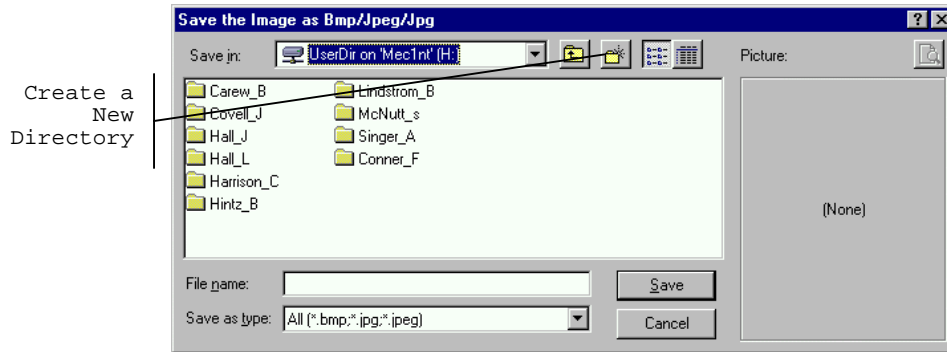 Save the Image as Bmp/Jpeg/Jpg
Save in: UserDir on 'Mec1nt' (H:) Picture:
Create a
New
Directory
Carew_B
Covell_J
Hall_J
Hall_L
Harrison_C
Hintz_B
Lindstrom_B
McNutt_s
Singer_A
Conner_F
(None)
File name: Save
Save as type: All (*.bmp;*.jpg;*.jpeg) Cancel